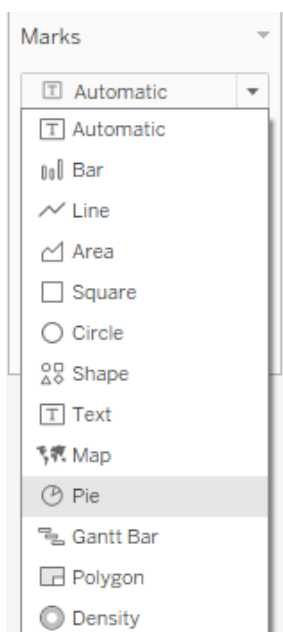 Marks
Automatic
Automatic
Bar
Line
Area
Square
Circle
Shape
Text
Map
Pie
Gantt Bar
Polygon
Density